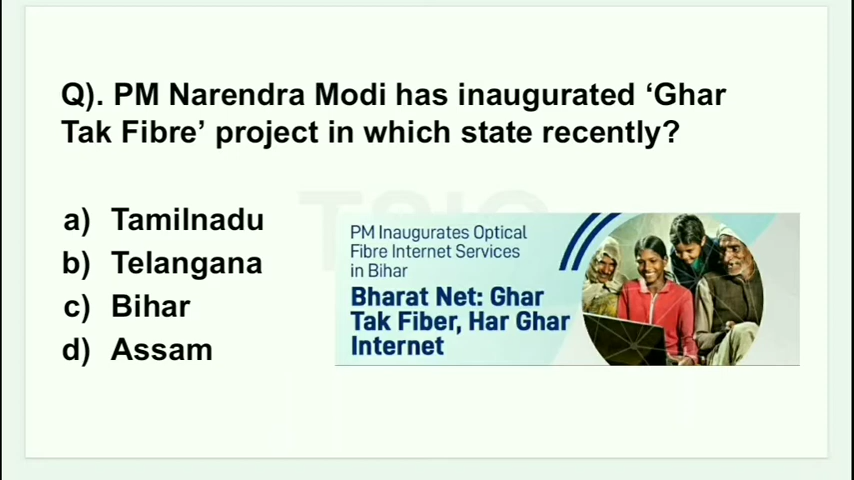 Q). PM Narendra Modi has inaugurated ‘Ghar
Tak Fibre’ project in which state recently?
a) Tamilnadu
b) Telangana
c) Bihar
d) Assam
PM Inaugurates Optical
Fibre Internet Services
in Bihar
Bharat Net: Ghar
Tak Fiber, Har Ghar
Internet